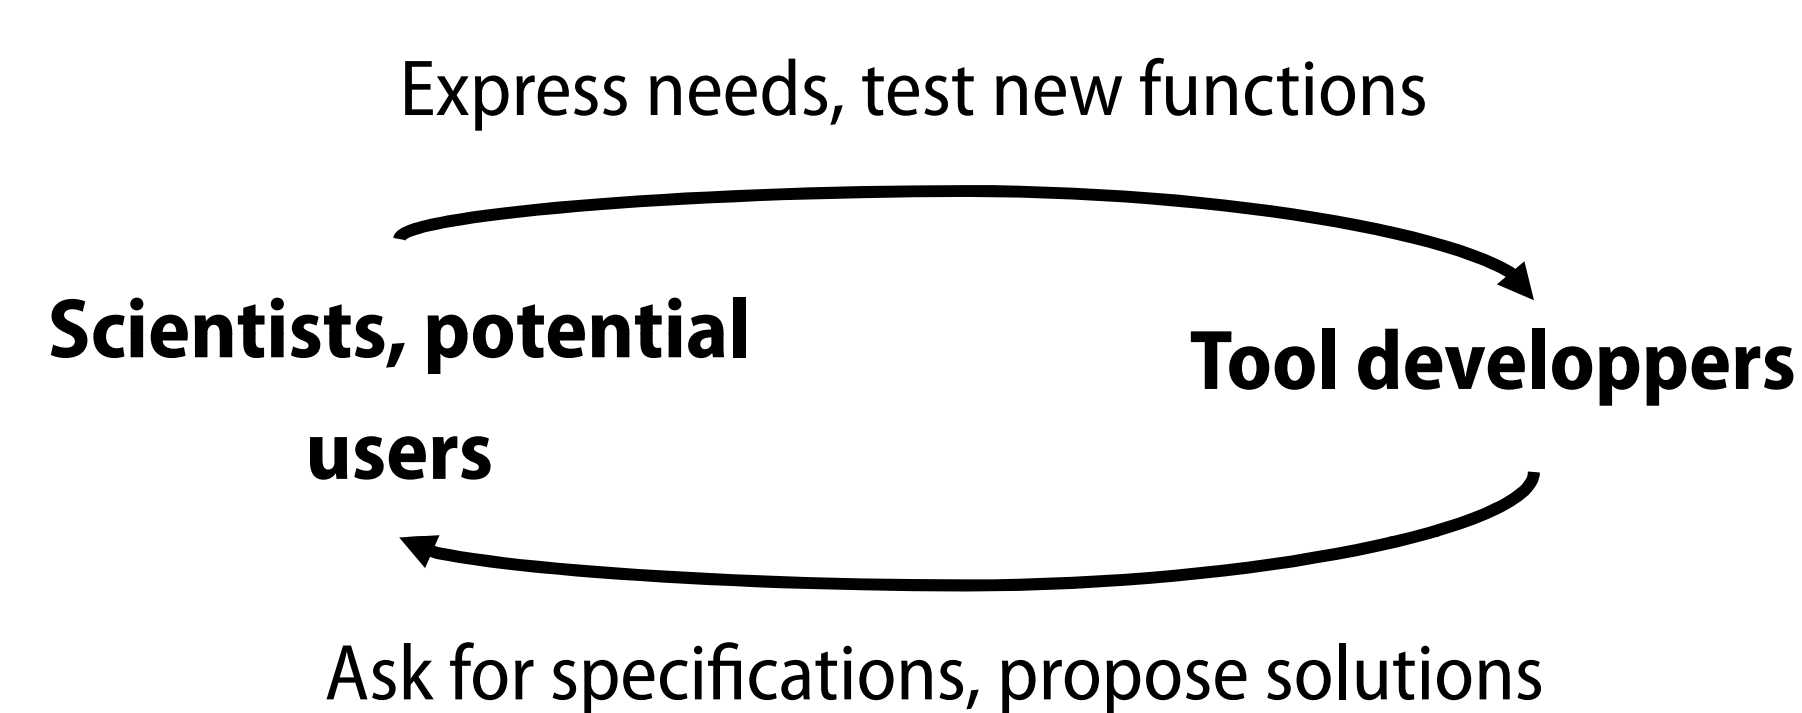 Express needs, test new functions
Scientists, potential
users
Tool developpers
Ask for specifications, propose solutions